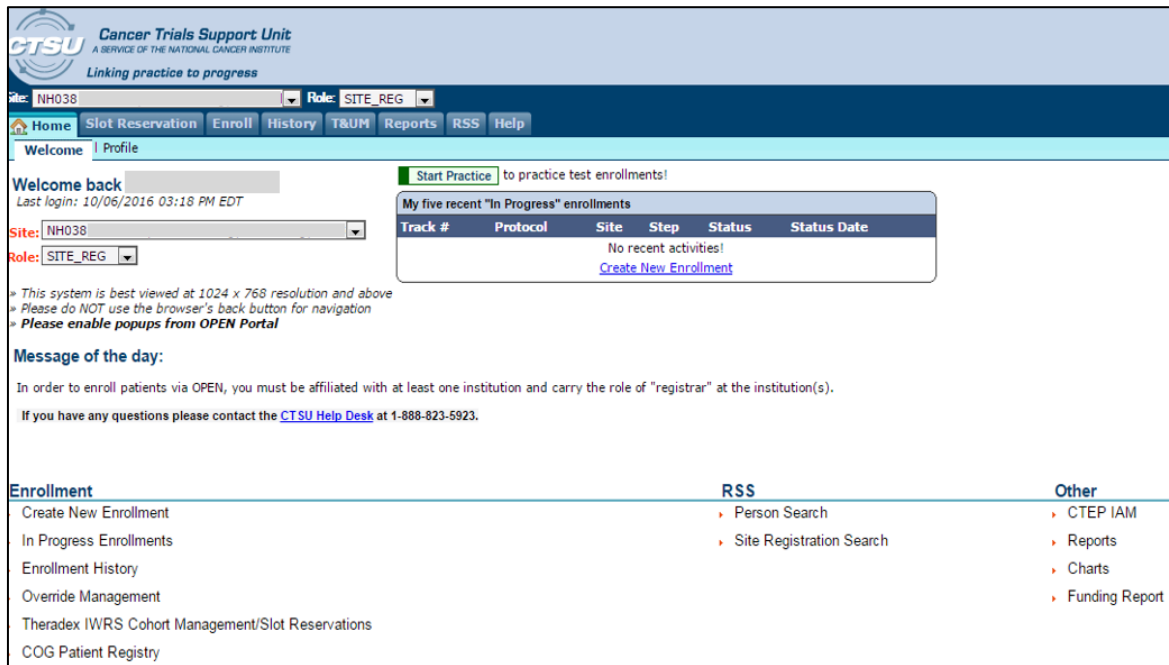 CTSU
Cancer Trials Support Unit
A SERVICE OF THE NATIONAL CANCER INSTITUTE
Linking practice to progress
Site: NH038 Role: SITE_REG
Home Slot Reservation Enroll History T&UM Reports RSS Help
Welcome | Profile
Welcome back
Last login: 10/06/2016 03:18 PM EDT
Site: NH038
Role: SITE_REG
» This system is best viewed at 1024 x 768 resolution and above
» Please do NOT use the browser's back button for navigation
» Please enable popups from OPEN Portal
Start Practice to practice test enrollments!
My five recent "In Progress" enrollments
Track # Protocol Site Step Status Status Date
No recent activities!
Create New Enrollment
Message of the day:
In order to enroll patients via OPEN, you must be affiliated with at least one institution and carry the role of "registrar" at the institution(s).
If you have any questions please contact the CTSU Help Desk at 1-888-823-5923.
Enrollment
Create New Enrollment
In Progress Enrollments
Enrollment History
Override Management
Theradex IWRS Cohort Management/Slot Reservations
COG Patient Registry
RSS
Person Search
Site Registration Search
Other
CTEP IAM
Reports
Charts
Funding Report